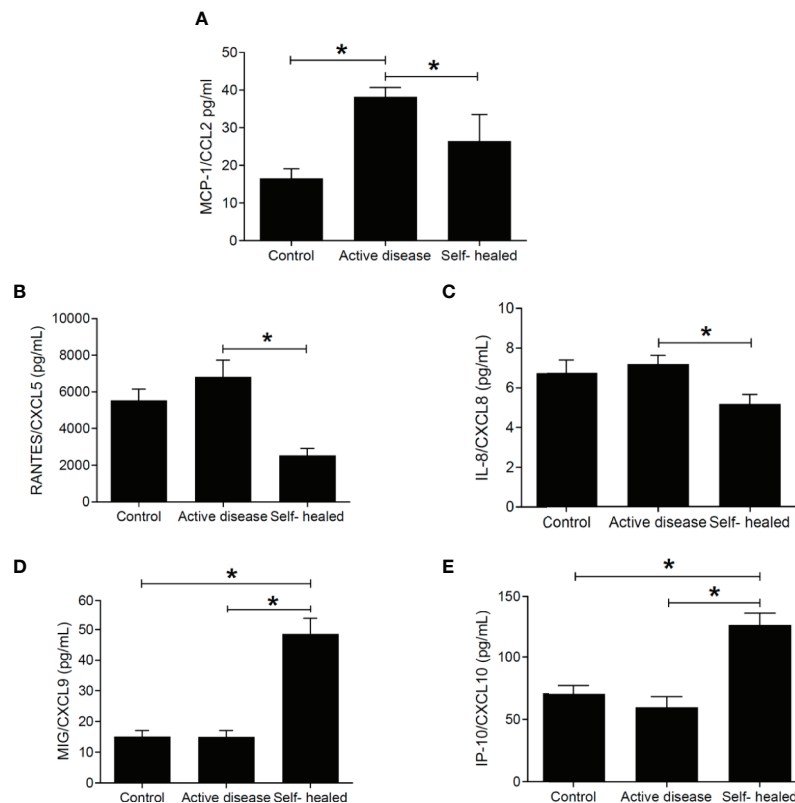 A
MCP-1/CCL2 pg/ml
50
40
30
20
10
0
*
*
Control Active disease Self- healed
B
RANTES/CXCL5 (pg/mL)
10000
8000
6000
4000
2000
0
*
Control Active disease Self- healed
C
IL-8/CXCL8 (pg/mL)
10
8
6
4
2
0
*
Control Active disease Self- healed
D
MIG/CXCL9 (pg/mL)
60
50
40
30
20
10
0
*
*
Control Active disease Self- healed
E
IP-10/CXCL10 (pg/mL)
150
100
50
0
*
*
Control Active disease Self- healed